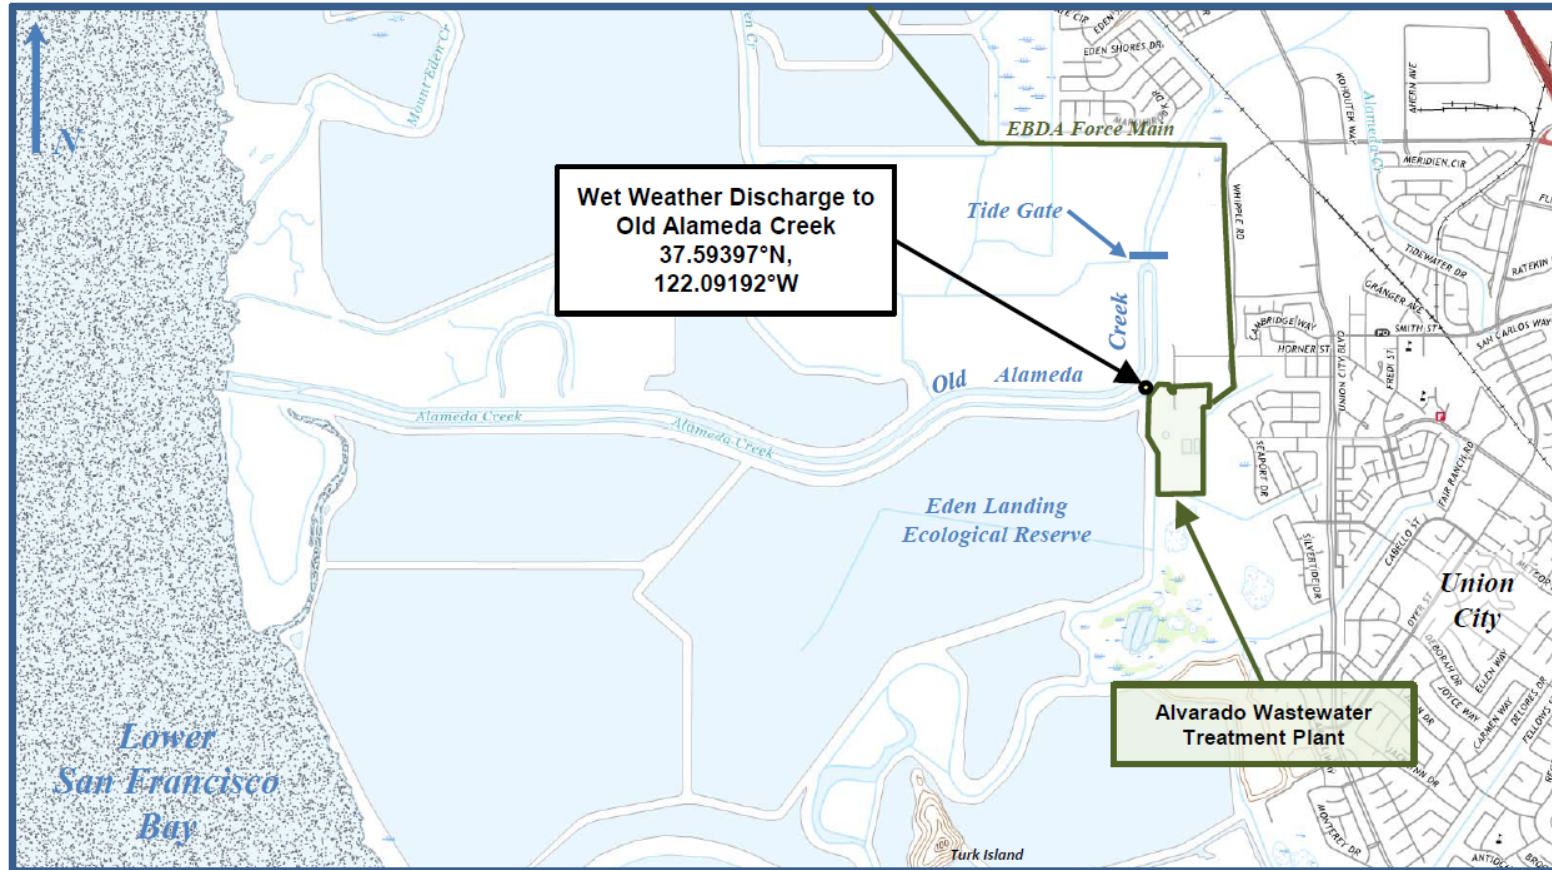 N
Mount Eden Cr
EDEN SHORES DR
EBDA Force Main
Wet Weather Discharge to
Old Alameda Creek
37.59397°N,
122.09192°W
Tide Gate
Creek
Old Alameda
Alameda Creek
Alameda Creek
Eden Landing
Ecological Reserve
Lower
San Francisco
Bay
Alvarado Wastewater
Treatment Plant
Union
City
Turk Island
100
WHIPPLE RD
KOHOUTEK WAY
AHERN AVE
Alameda Cr
MERIDIEN CIR
TIDEWATER DR
RATEKIN
GRANGER AVE
SMITH ST
SAN CARLOS WAY
CAMBRIDGE WAY
HORNER ST
UNION CITY BLVD
FREDI ST
SEAPORT DR
FAIR RANCH RD
SILVERTIDE DR
CABELLO ST
DYER ST
METEOR
DEBORAH DR
ELLEN WAY
JOYCE WAY
CARMEN WAY
DELORES DR
FELLOWS
MONTEREY DR
ANTIOCH